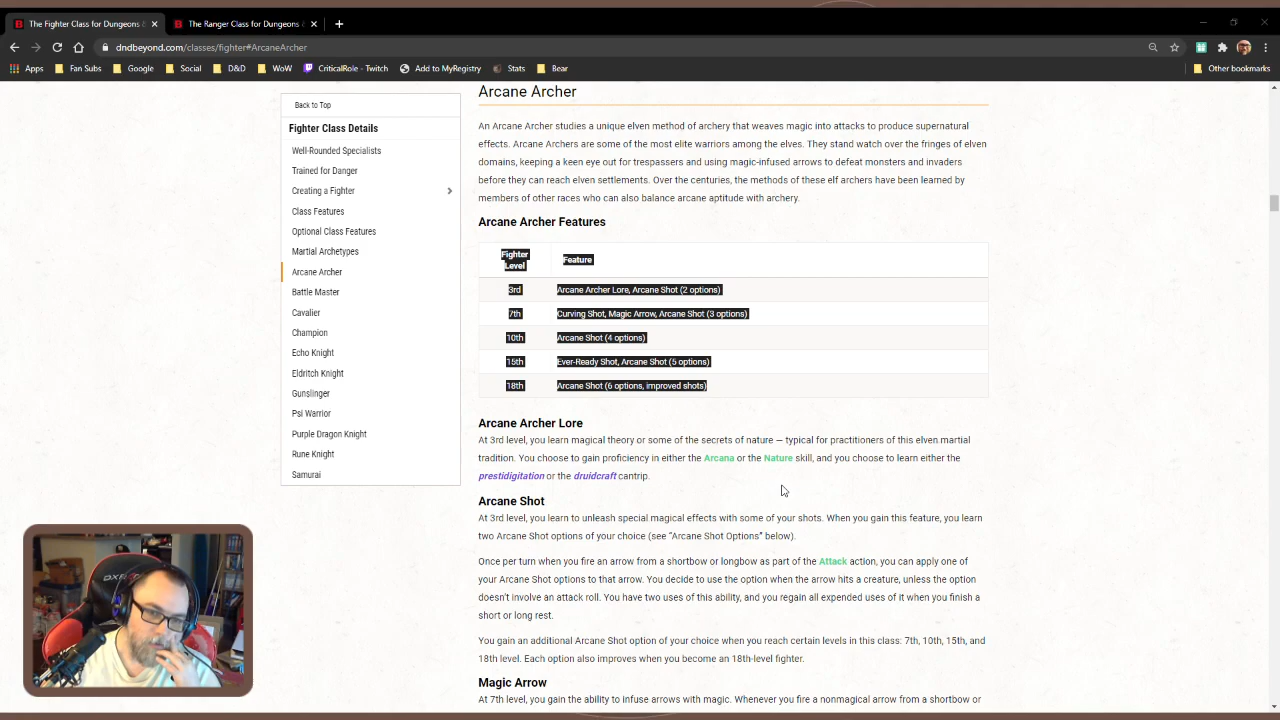 The Fighter Class for Dungeons &
The Ranger Class for Dungeons &
dndbeyond.com/classes/fighter#ArcaneArcher
Apps
Fan Subs
Google
Social
D&D
WoW
CriticalRole - Twitch
Add to MyRegistry
Stats
Bear
Other bookmarks
Back to Top
Fighter Class Details
Well-Rounded Specialists
Trained for Danger
Creating a Fighter
Class Features
Optional Class Features
Martial Archetypes
Arcane Archer
Battle Master
Cavalier
Champion
Echo Knight
Eldritch Knight
Gunslinger
Psi Warrior
Purple Dragon Knight
Rune Knight
Samurai
Arcane Archer
An Arcane Archer studies a unique elven method of archery that weaves magic into attacks to produce supernatural
effects. Arcane Archers are some of the most elite warriors among the elves. They stand watch over the fringes of elven
domains, keeping a keen eye out for trespassers and using magic-infused arrows to defeat monsters and invaders
before they can reach elven settlements. Over the centuries, the methods of these elf archers have been learned by
members of other races who can also balance arcane aptitude with archery.
Arcane Archer Features
Fighter
Level
Feature
3rd Arcane Archer Lore, Arcane Shot (2 options)
7th Curving Shot, Magic Arrow, Arcane Shot (3 options)
10th Arcane Shot (4 options)
15th Ever-Ready Shot, Arcane Shot (5 options)
18th Arcane Shot (6 options, improved shots)
Arcane Archer Lore
At 3rd level, you learn magical theory or some of the secrets of nature — typical for practitioners of this elven martial
tradition. You choose to gain proficiency in either the Arcana or the Nature skill, and you choose to learn either the
prestidigitation or the druidcraft cantrip.
Arcane Shot
At 3rd level, you learn to unleash special magical effects with some of your shots. When you gain this feature, you learn
two Arcane Shot options of your choice (see “Arcane Shot Options” below).
Once per turn when you fire an arrow from a shortbow or longbow as part of the Attack action, you can apply one of
your Arcane Shot options to that arrow. You decide to use the option when the arrow hits a creature, unless the option
doesn’t involve an attack roll. You have two uses of this ability, and you regain all expended uses of it when you finish a
short or long rest.
You gain an additional Arcane Shot option of your choice when you reach certain levels in this class: 7th, 10th, 15th, and
18th level. Each option also improves when you become an 18th-level fighter.
Magic Arrow
At 7th level, you gain the ability to infuse arrows with magic. Whenever you fire a nonmagical arrow from a shortbow or